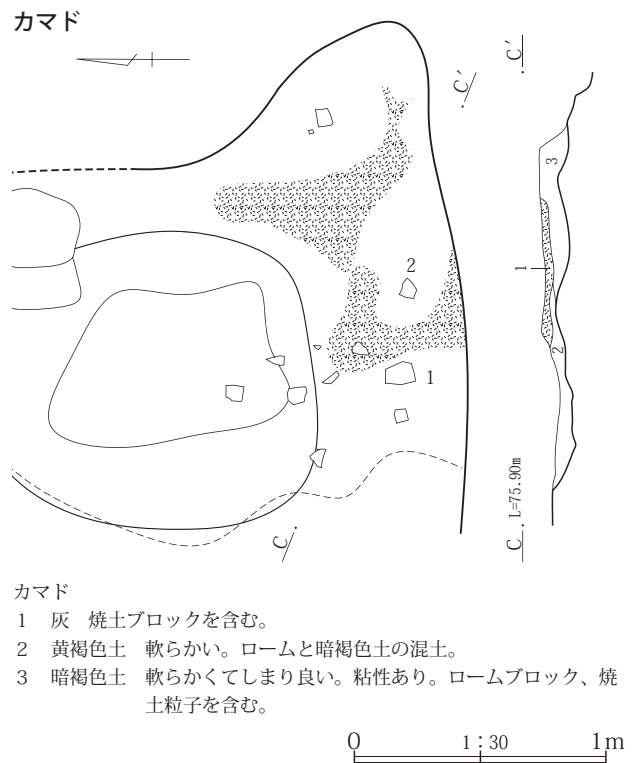 カマド
C′
C′
3
2
1
1
2
C
C L=75.90m
カマド
1 灰 焼土ブロックを含む。
2 黄褐色土 軟らかい。ロームと暗褐色土の混土。
3 暗褐色土 軟らかくてしまり良い。粘性あり。ロームブロック、焼
土粒子を含む。
0 1：30 1m